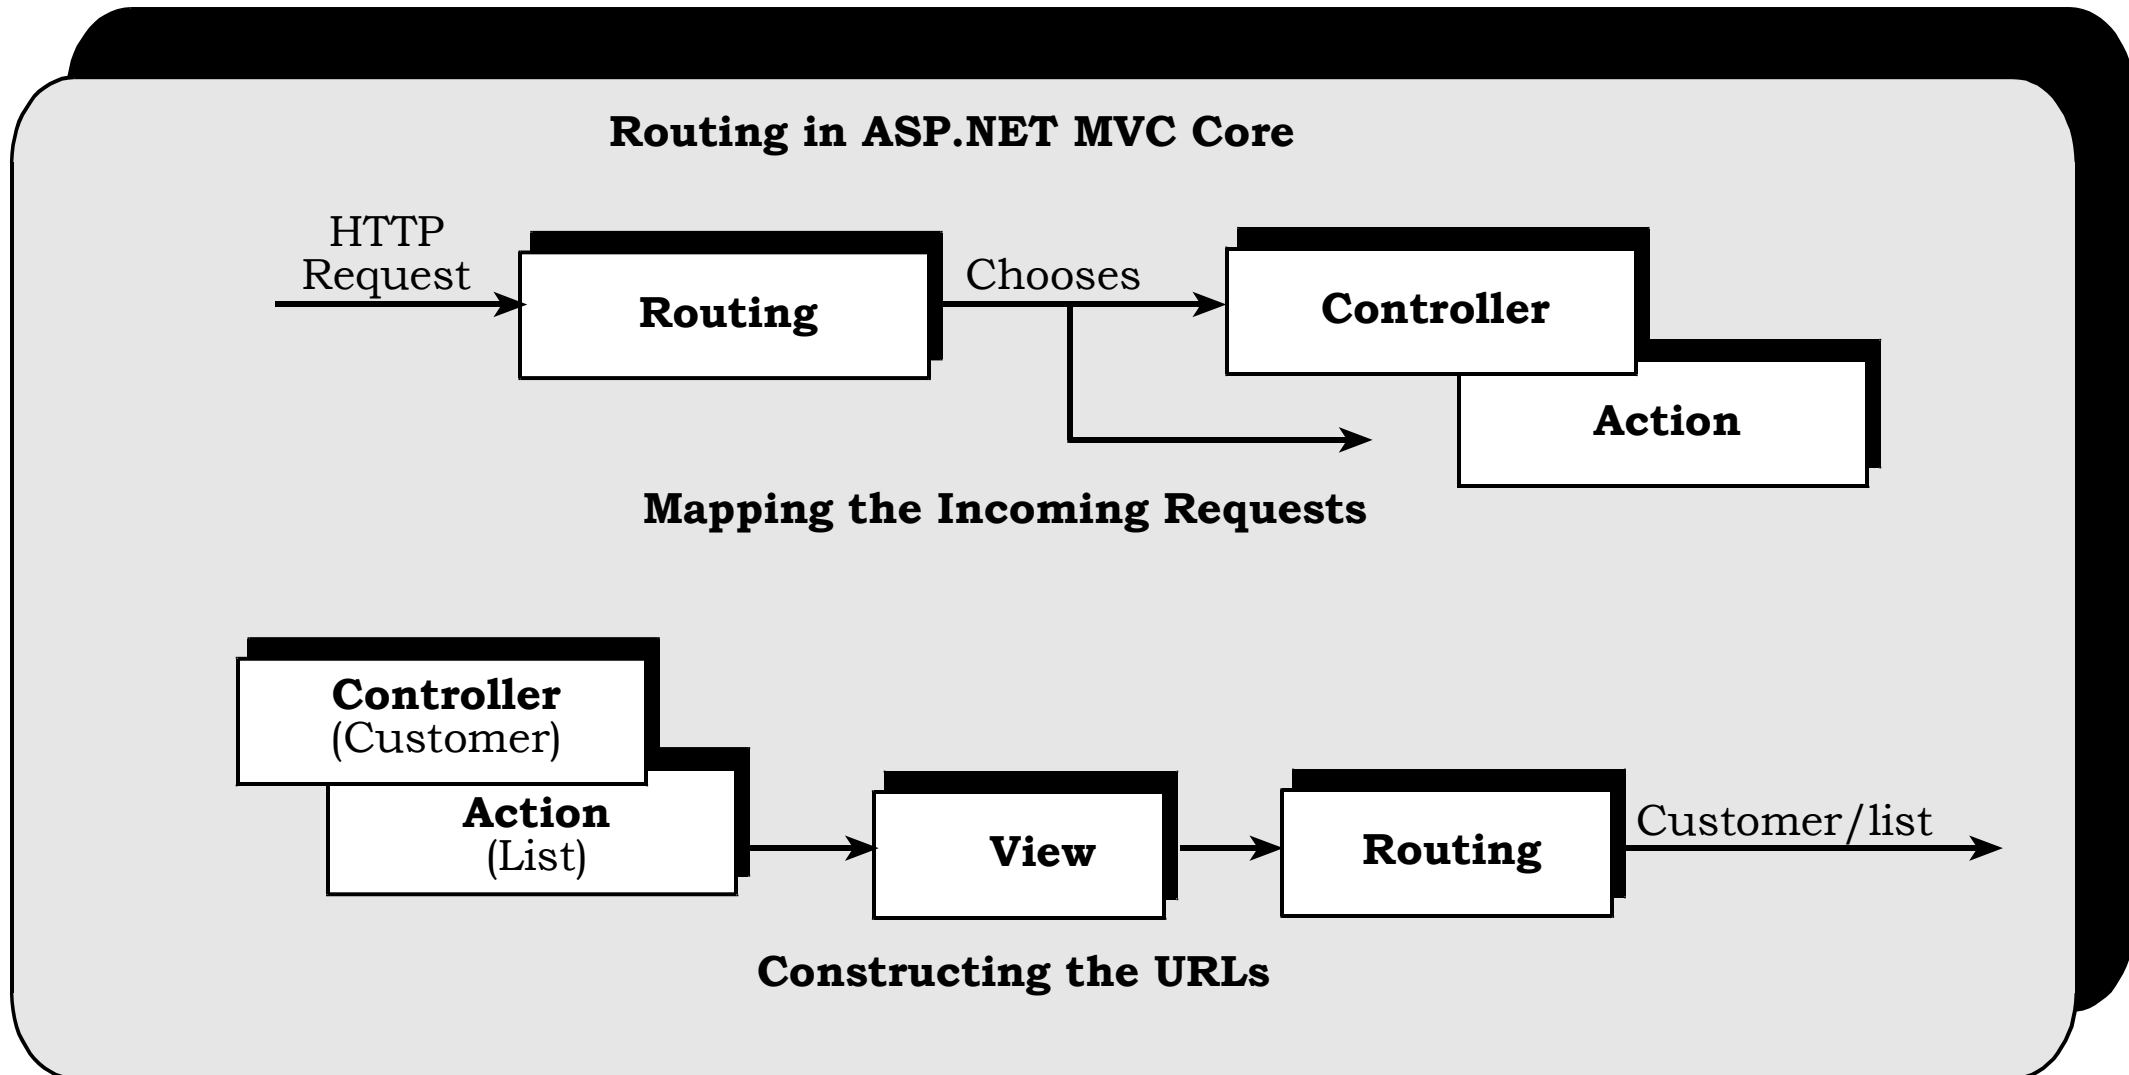 Routing in ASP.NET MVC Core
HTTP
Request
Routing
Chooses
Controller
Action
Mapping the Incoming Requests
Controller
(Customer)
Action
(List)
View
Routing
Customer/list
Constructing the URLs